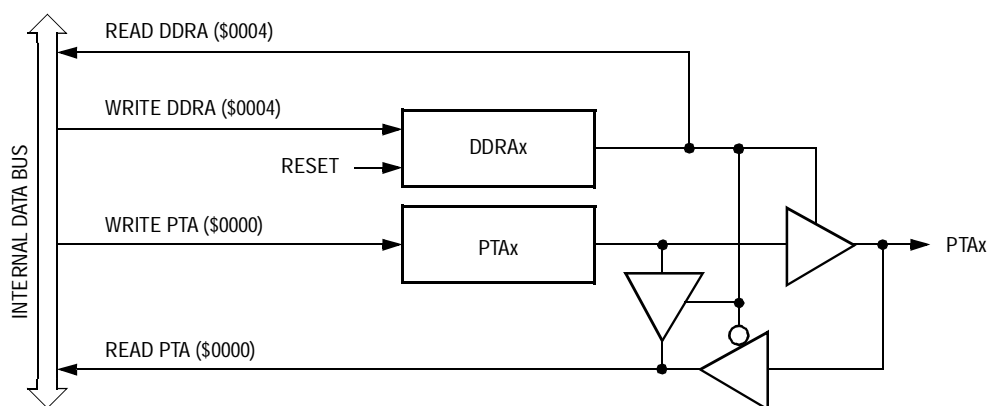 READ DDRA ($0004)
WRITE DDRA ($0004)
DDRAx
RESET
INTERNAL DATA BUS
WRITE PTA ($0000)
PTAx
PTAx
READ PTA ($0000)